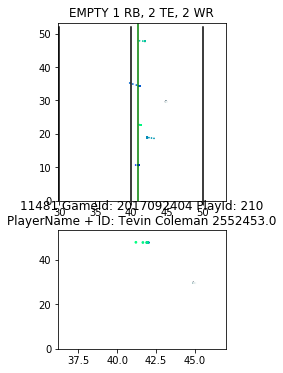 EMPTY 1 RB, 2 TE, 2 WR
50
40
30
20
10
0
30 35 40 45 50
11481 GameId: 2017092404 PlayId: 210
PlayerName + ID: Tevin Coleman 2552453.0
40
20
0
37.5 40.0 42.5 45.0